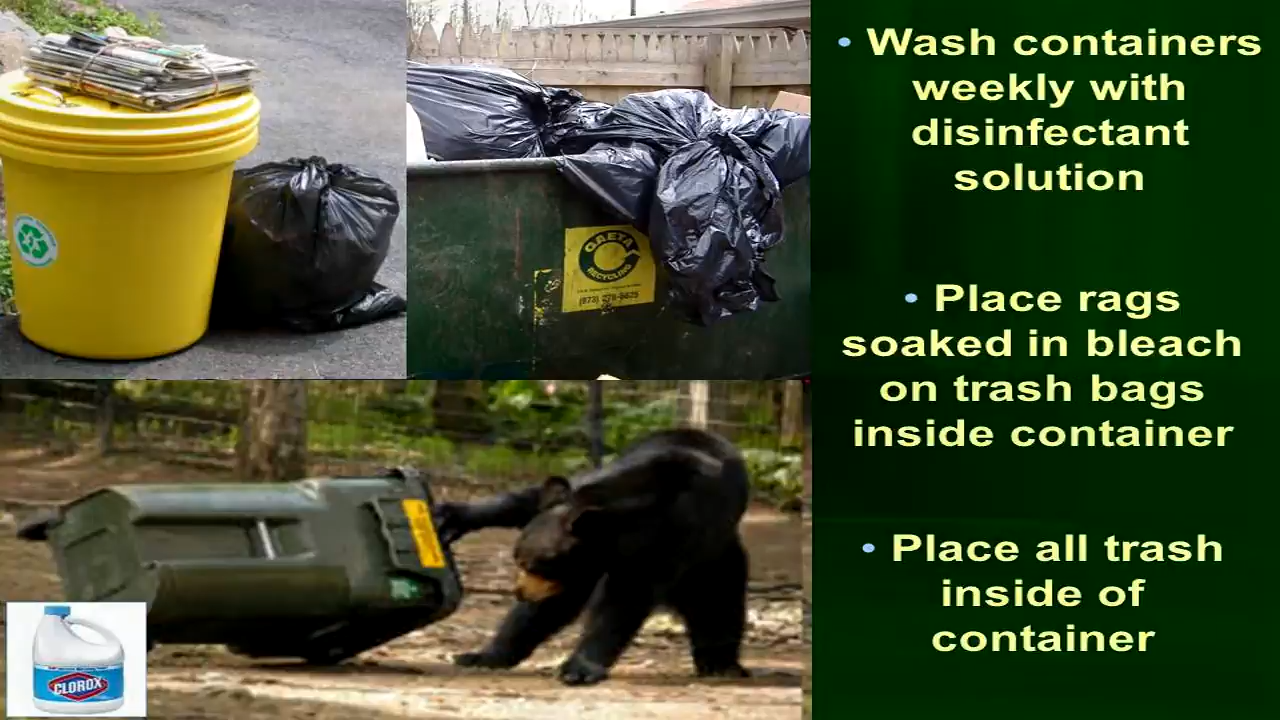 • Wash containers
weekly with
disinfectant
solution
• Place rags
soaked in bleach
on trash bags
inside container
• Place all trash
inside of
container
GAETA
RECYCLING
CLOROX